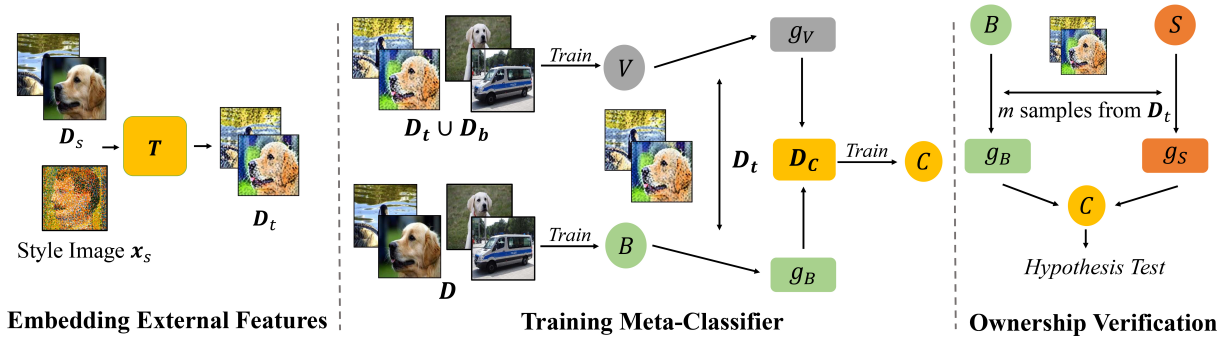 D_s
T
D_t
Style Image x_s
Embedding External Features
D_t ∪ D_b
Train
V
g_V
D_t
D_C
Train
C
D
Train
B
g_B
Training Meta-Classifier
B
S
m samples from D_t
g_B
g_S
C
Hypothesis Test
Ownership Verification